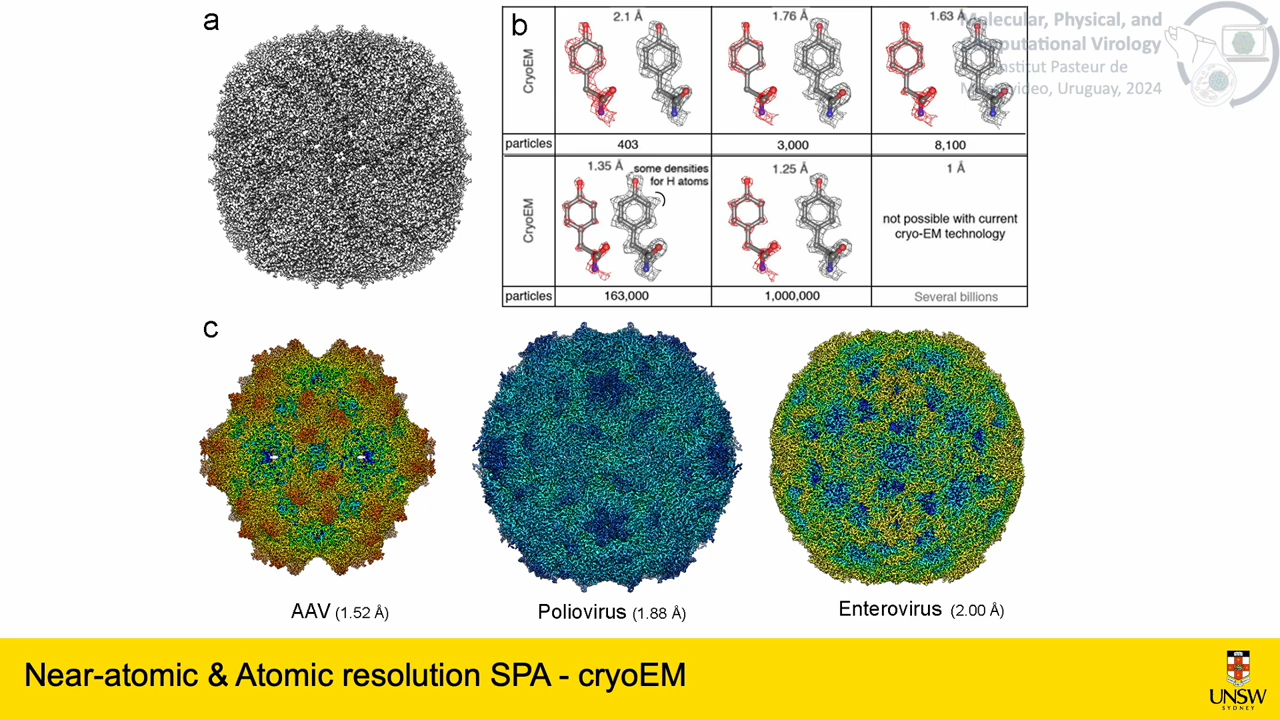 a
b
CryoEM
2.1 Å
1.76 Å
1.63 Å
particles
403
3,000
8,100
CryoEM
1.35 Å
some densities
for H atoms
1.25 Å
1 Å
not possible with current
cryo-EM technology
particles
163,000
1,000,000
Several billions
Molecular, Physical, and
Virology
Institut Pasteur de
Uruguay, 2024
c
AAV (1.52 Å)
Poliovirus (1.88 Å)
Enterovirus (2.00 Å)
Near-atomic & Atomic resolution SPA - cryoEM
UNSW
SYDNEY